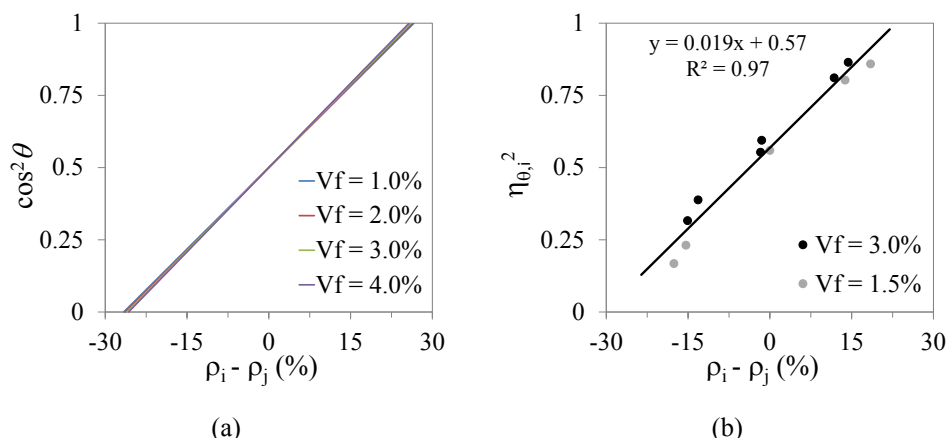 1
0.75
0.5
0.25
0
cos²θ
Vf = 1.0%
Vf = 2.0%
Vf = 3.0%
Vf = 4.0%
-30 -15 0 15 30
ρi - ρj (%)
(a)
1
0.75
0.5
0.25
0
ηθ,i²
y = 0.019x + 0.57
R² = 0.97
Vf = 3.0%
Vf = 1.5%
-30 -15 0 15 30
ρi - ρj (%)
(b)